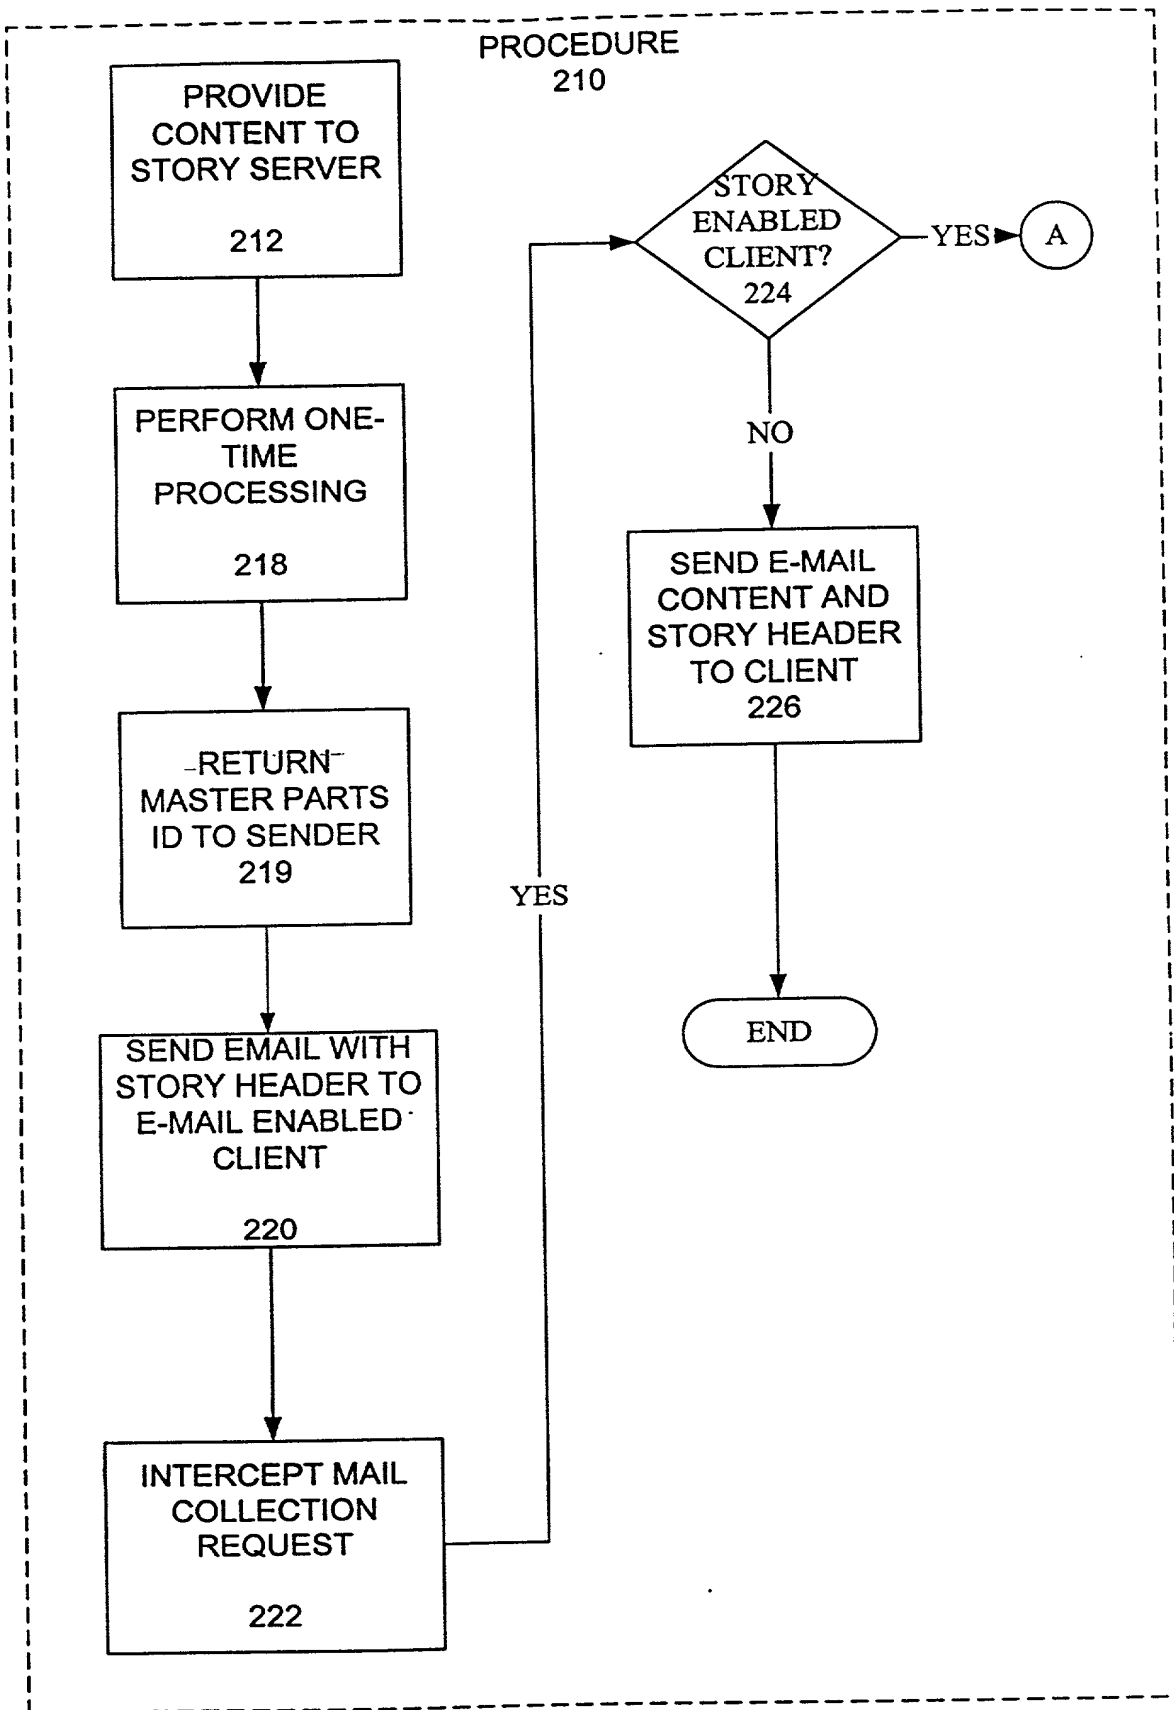 PROCEDURE
210
PROVIDE
CONTENT TO
STORY SERVER
212
PERFORM ONE-
TIME
PROCESSING
218
RETURN
MASTER PARTS
ID TO SENDER
219
SEND EMAIL WITH
STORY HEADER TO
E-MAIL ENABLED
CLIENT
220
INTERCEPT MAIL
COLLECTION
REQUEST
222
YES
STORY
ENABLED
CLIENT?
224
YES
A
NO
SEND E-MAIL
CONTENT AND
STORY HEADER
TO CLIENT
226
END